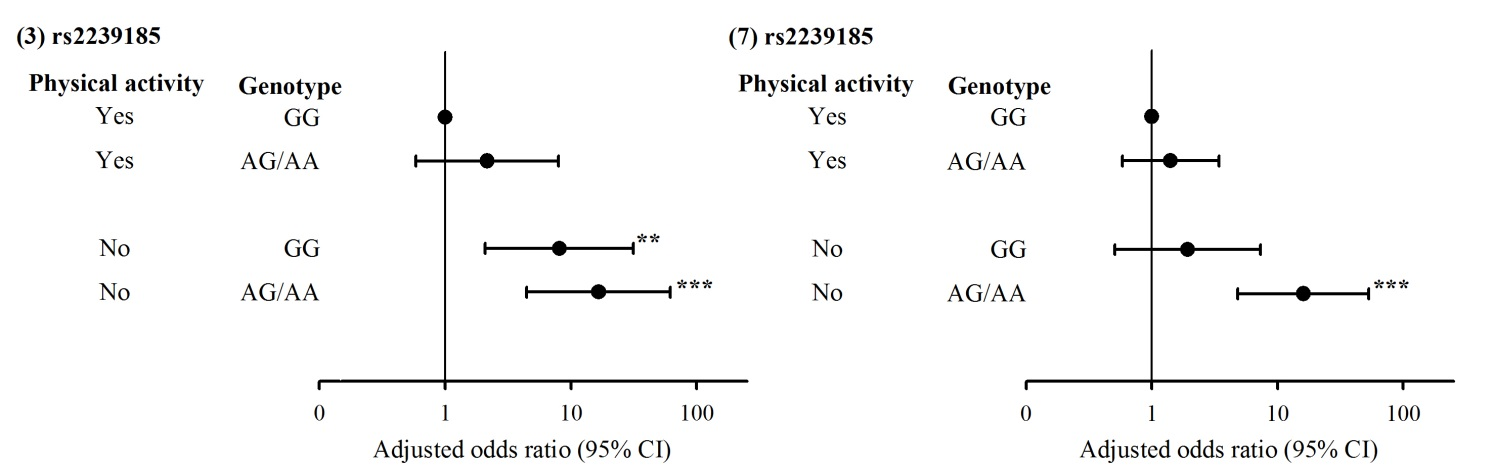 (3) rs2239185
Physical activity Genotype
Yes GG
Yes AG/AA
No GG **
No AG/AA ***
0 1 10 100
Adjusted odds ratio (95% CI)
(7) rs2239185
Physical activity Genotype
Yes GG
Yes AG/AA
No GG
No AG/AA ***
0 1 10 100
Adjusted odds ratio (95% CI)